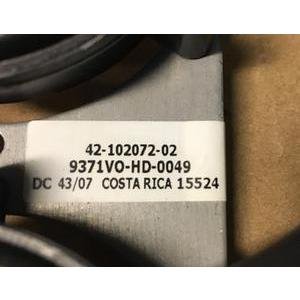 42-102072-02
9371VO-HD-0049
DC 43/07 COSTA RICA 15524